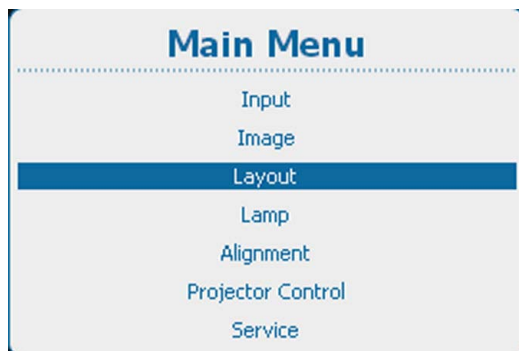 Main Menu
Input
Image
Layout
Lamp
Alignment
Projector Control
Service